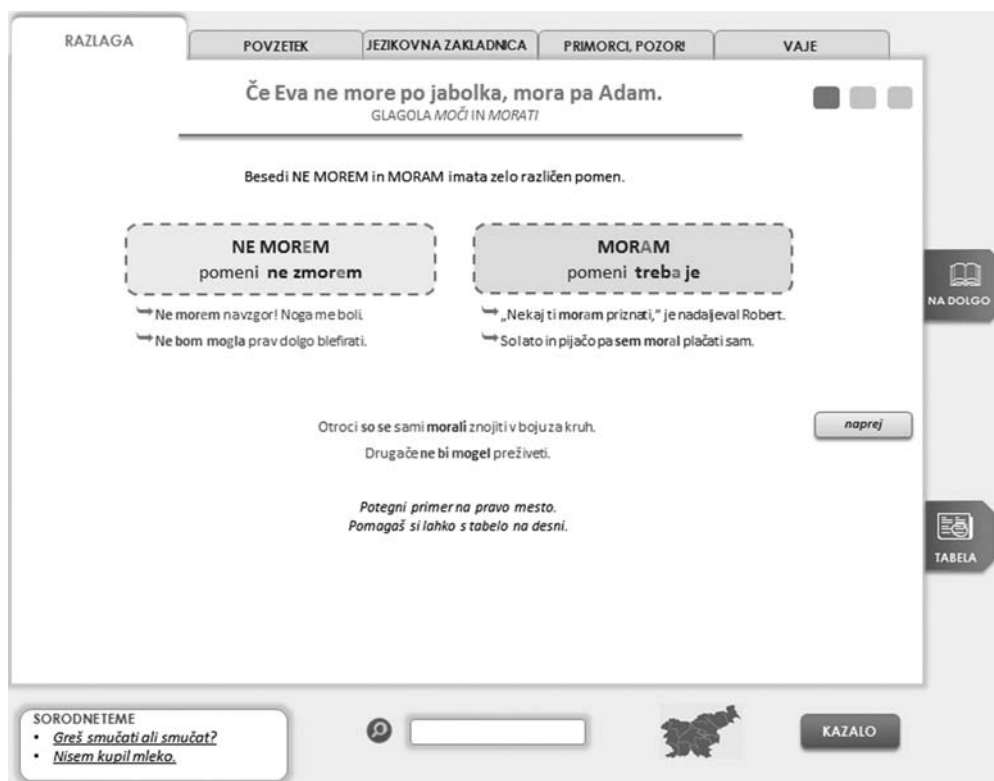 RAZLAGA
POVZETEK
JEZIKOVNA ZAKLADNICA
PRIMORCI, POZOR!
VAJE
Če Eva ne more po jabolka, mora pa Adam.
GLAGOLA MOČI IN MORATI
Besedi NE MOREM in MORAM imata zelo različen pomen.
NE MOREM
pomeni ne zmorem
Ne morem navzgor! Noga me boli.
Ne bom mogla prav dolgo blefirati.
MORAM
pomeni treba je
„Nekaj ti moram priznati,“ je nadaljeval Robert.
Solato in pijačo pa sem moral plačati sam.
NA DOLGO
Otroci so se sami morali znojiti v boju za kruh.
Drugače ne bi mogel preživeti.
naprej
Potegni primer na pravo mesto.
Pomagaš si lahko s tabelo na desni.
TABELA
SORODNE TEME
• Greš smučati ali smučat?
• Nisem kupil mleko.
KAZALO